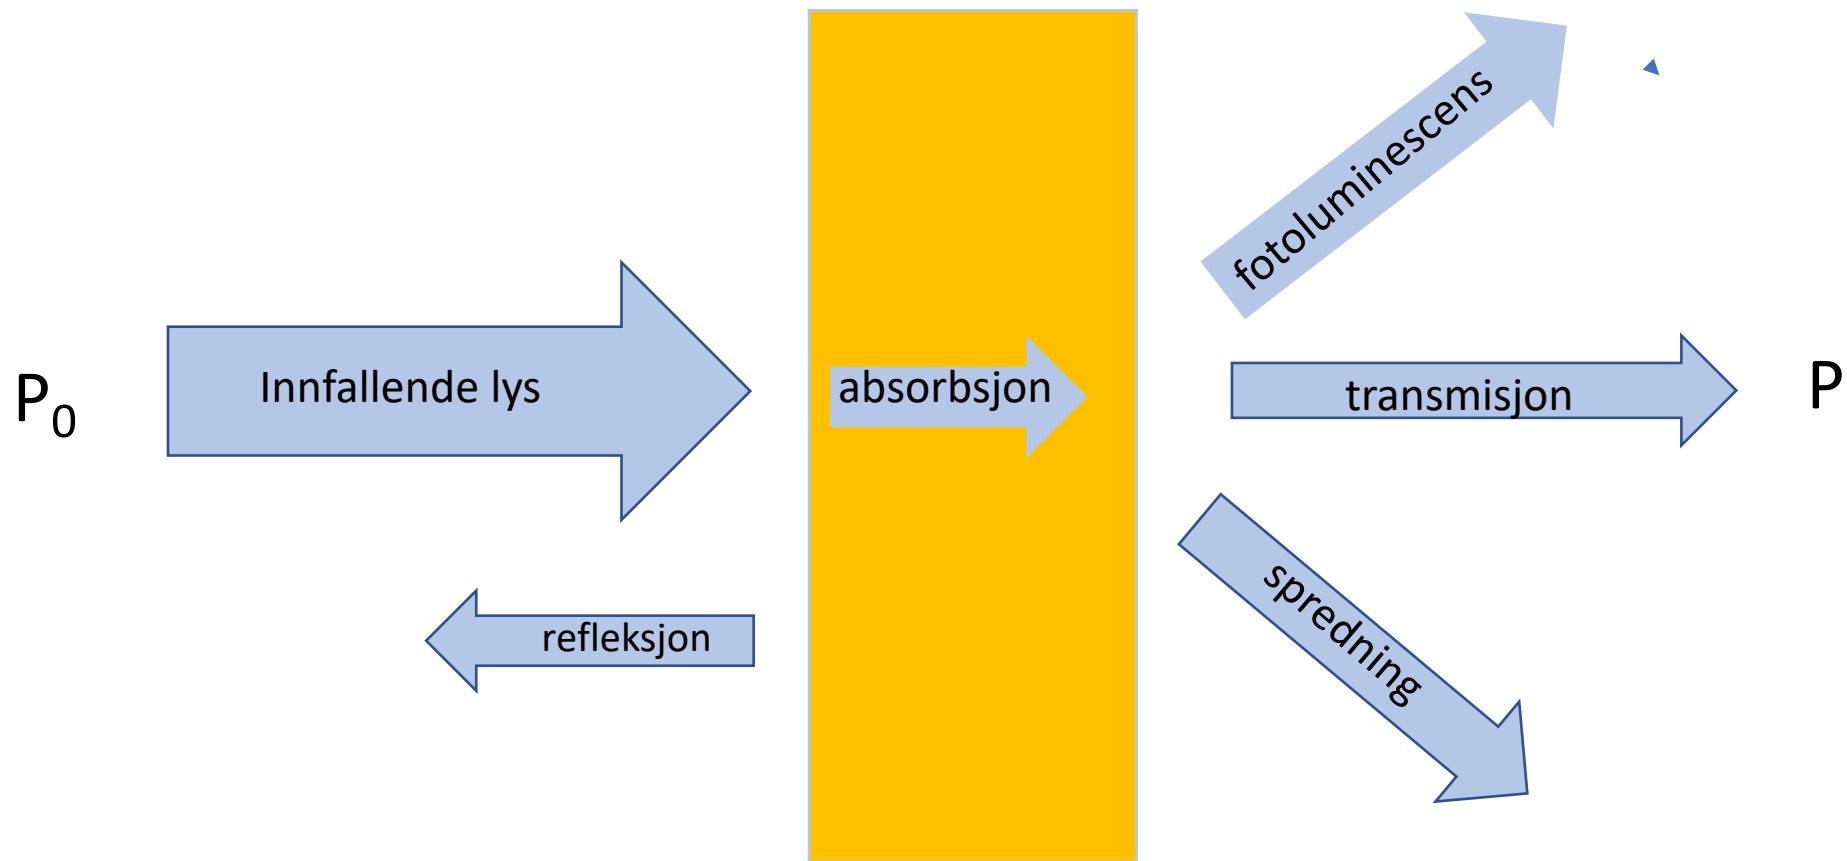 fotoluminescens
P₀
Innfallende lys
absorbsjon
transmisjon
P
spredning
refleksjon